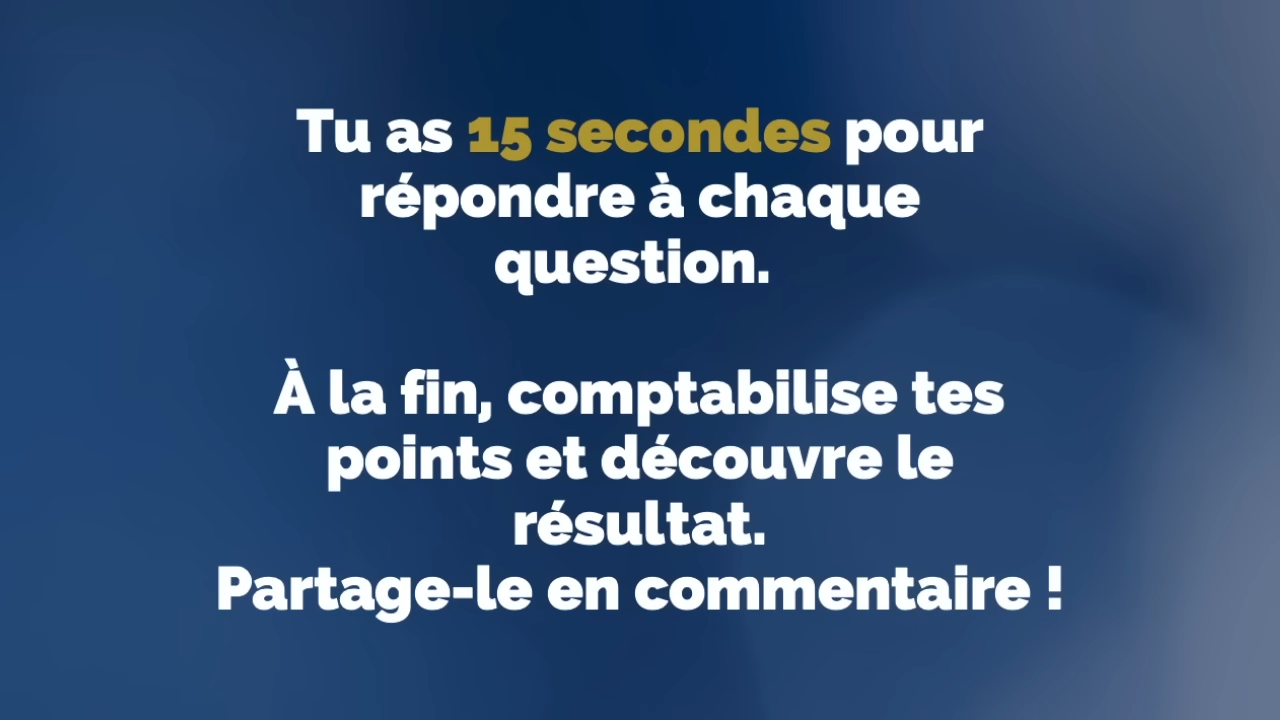 Tu as 15 secondes pour
répondre à chaque
question.
À la fin, comptabilise tes
points et découvre le
résultat.
Partage-le en commentaire !